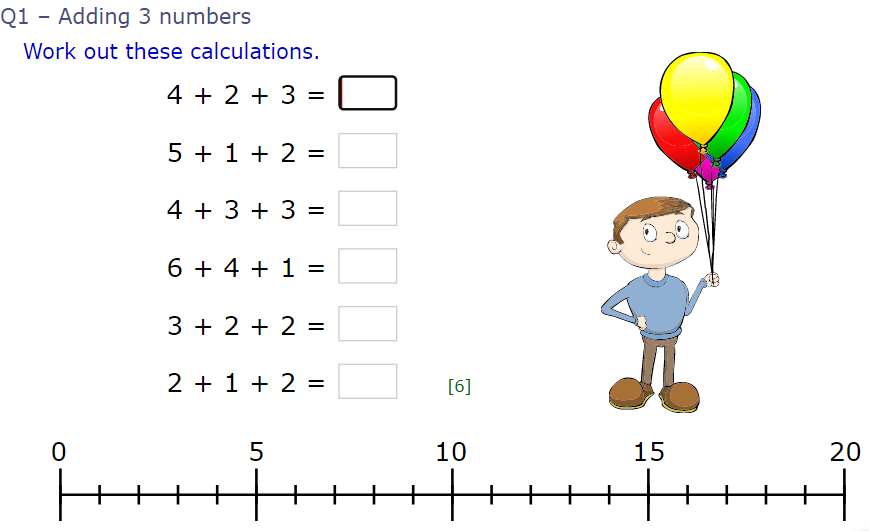 Q1 – Adding 3 numbers
Work out these calculations.
4 + 2 + 3 =
5 + 1 + 2 =
4 + 3 + 3 =
6 + 4 + 1 =
3 + 2 + 2 =
2 + 1 + 2 = [6]
0 5 10 15 20